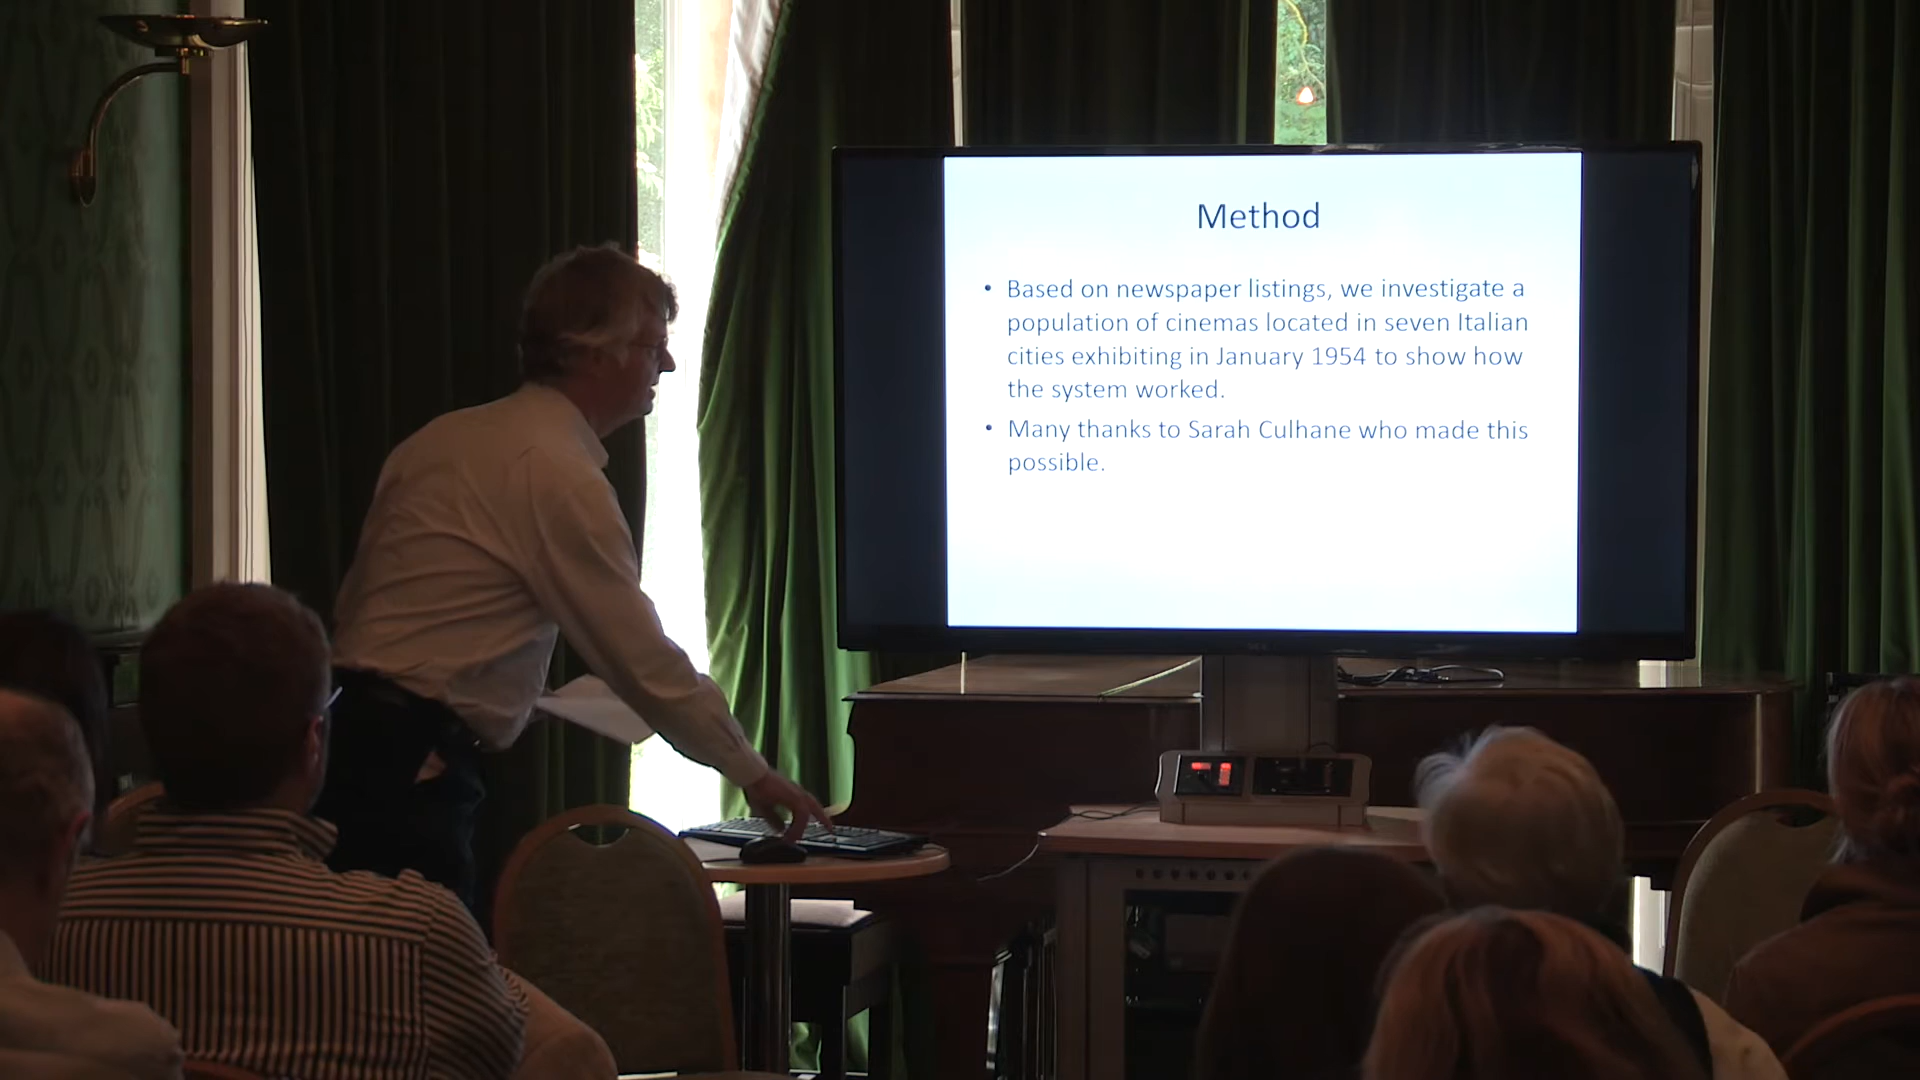 Method
• Based on newspaper listings, we investigate a
population of cinemas located in seven Italian
cities exhibiting in January 1954 to show how
the system worked.
• Many thanks to Sarah Culhane who made this
possible.